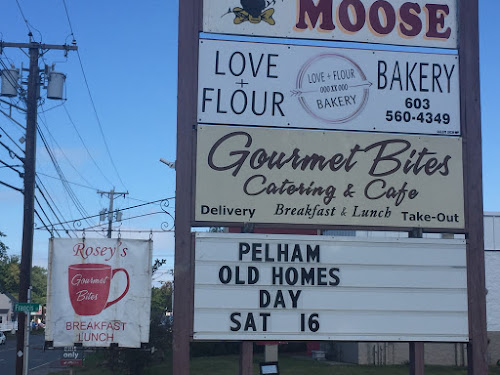 MOOSE
LOVE
+
FLOUR
LOVE + FLOUR
BAKERY
BAKERY
603
560-4349
Gourmet Bites
Catering & Cafe
Delivery Breakfast & Lunch Take-Out
PELHAM
OLD HOMES
DAY
SAT 16
Rosey's
Gourmet
Bites
BREAKFAST
LUNCH
only